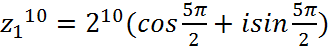 z₁¹⁰ = 2¹⁰(cos 5π/2 + isin 5π/2)